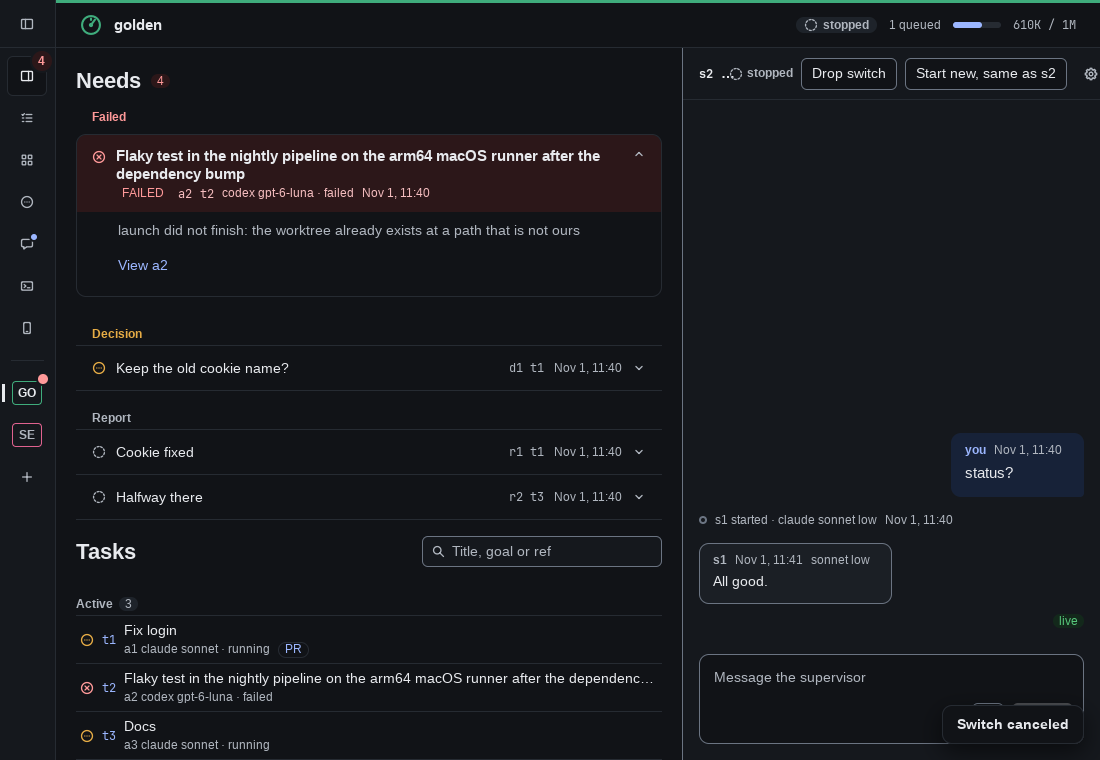 golden
stopped
1 queued
610K / 1M
4
Needs 4
Failed
Flaky test in the nightly pipeline on the arm64 macOS runner after the
dependency bump
FAILED a2 t2 codex gpt-6-luna · failed Nov 1, 11:40
launch did not finish: the worktree already exists at a path that is not ours
View a2
Decision
Keep the old cookie name? d1 t1 Nov 1, 11:40
Report
Cookie fixed r1 t1 Nov 1, 11:40
Halfway there r2 t3 Nov 1, 11:40
GO
SE
Tasks
Title, goal or ref
Active 3
t1 Fix login
a1 claude sonnet · running PR
t2 Flaky test in the nightly pipeline on the arm64 macOS runner after the dependenc…
a2 codex gpt-6-luna · failed
t3 Docs
a3 claude sonnet · running
s2 … stopped Drop switch Start new, same as s2
you Nov 1, 11:40
status?
s1 started · claude sonnet low Nov 1, 11:40
s1 Nov 1, 11:41 sonnet low
All good.
live
Message the supervisor
Switch canceled